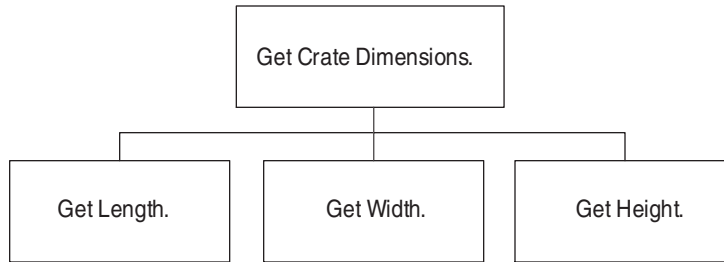 Get Crate Dimensions.
Get Length.
Get Width.
Get Height.